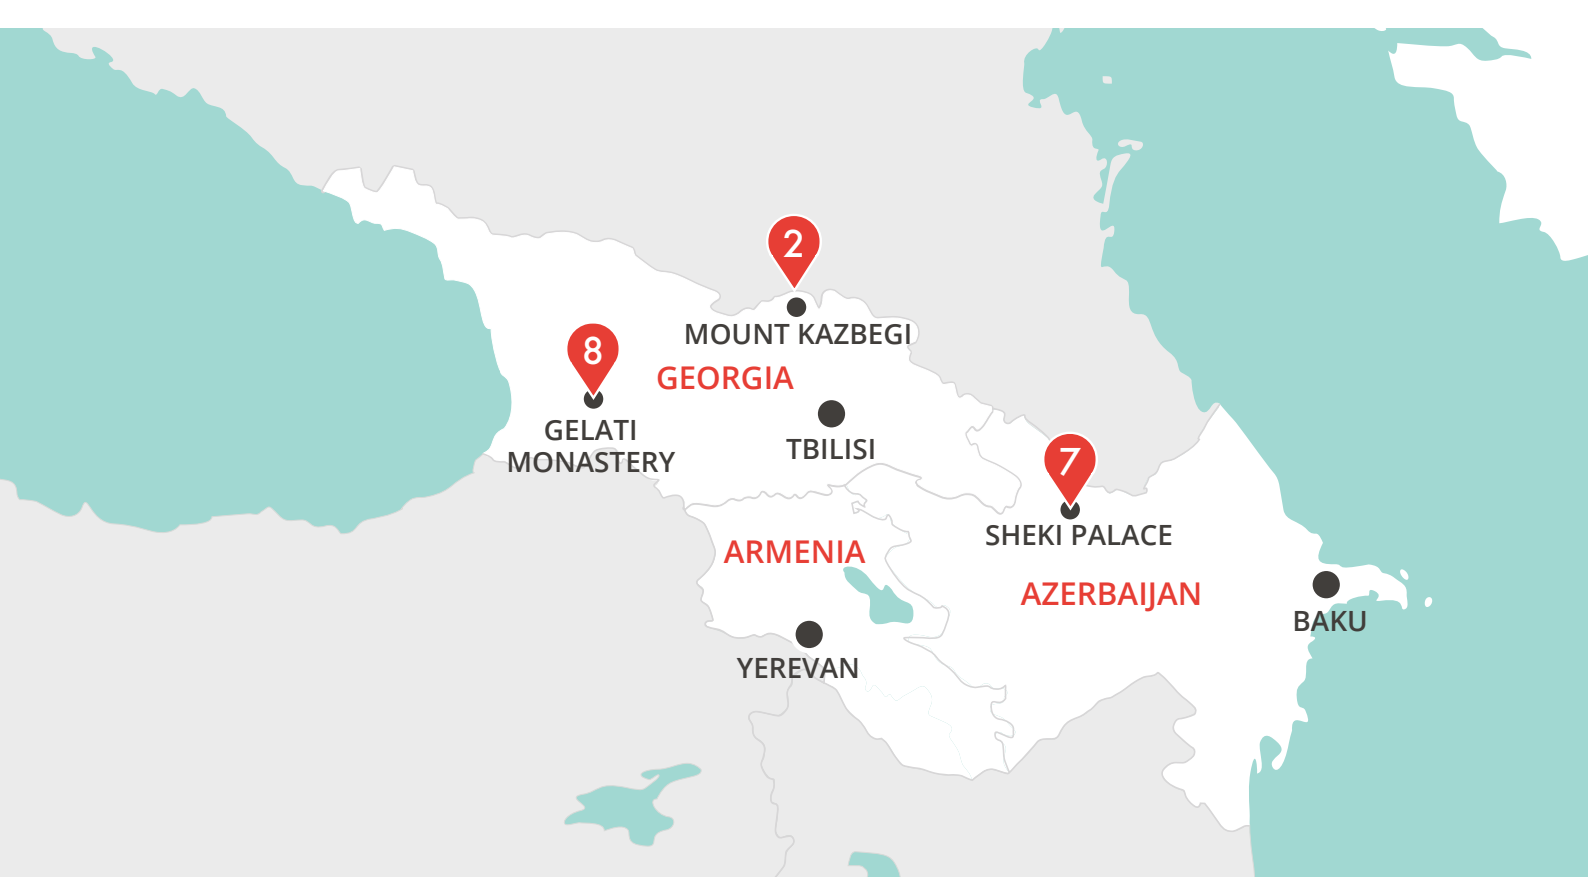 2
MOUNT KAZBEGI
8
GEORGIA
GELATI
MONASTERY
TBILISI
7
SHEKI PALACE
ARMENIA
AZERBAIJAN
BAKU
YEREVAN